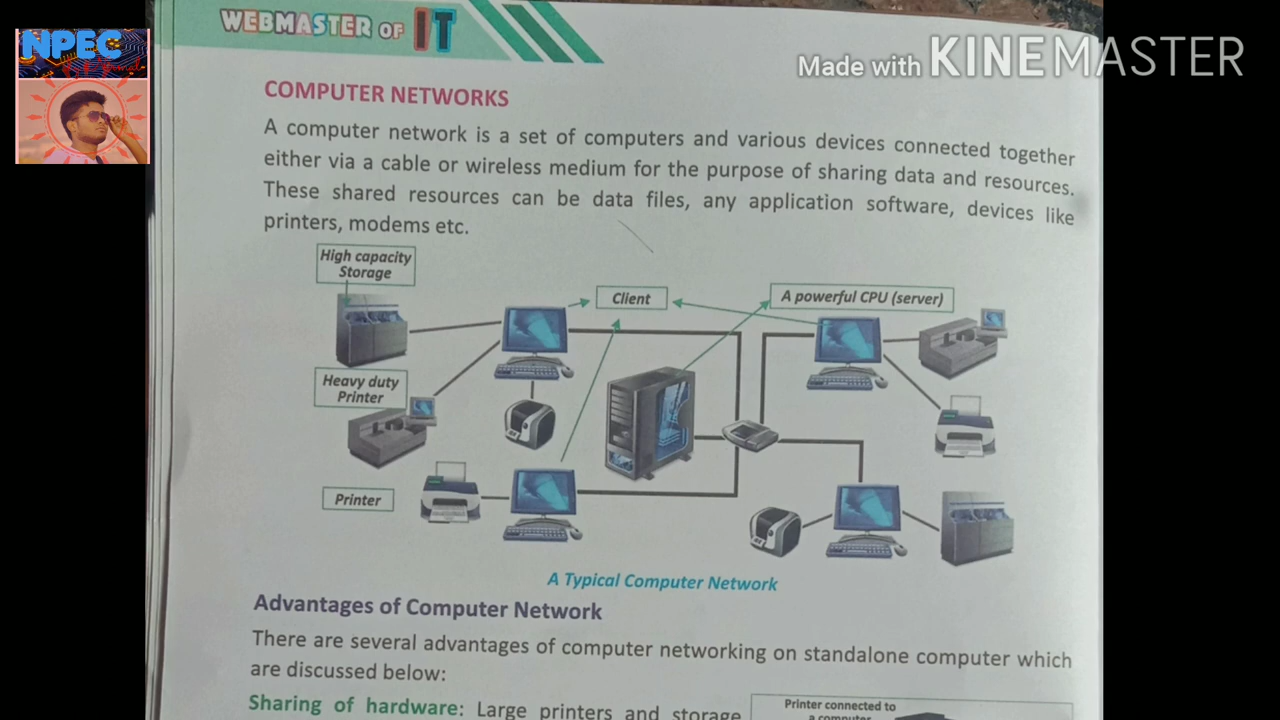 WEBMASTER OF IT
NPEC
Made with KINEMASTER
COMPUTER NETWORKS
A computer network is a set of computers and various devices connected together
either via a cable or wireless medium for the purpose of sharing data and resources.
These shared resources can be data files, any application software, devices like
printers, modems etc.
High capacity
Storage
Client
A powerful CPU (server)
Heavy duty
Printer
Printer
A Typical Computer Network
Advantages of Computer Network
There are several advantages of computer networking on standalone computer which
are discussed below:
Sharing of hardware: Large printers and storage
Printer connected to
a computer